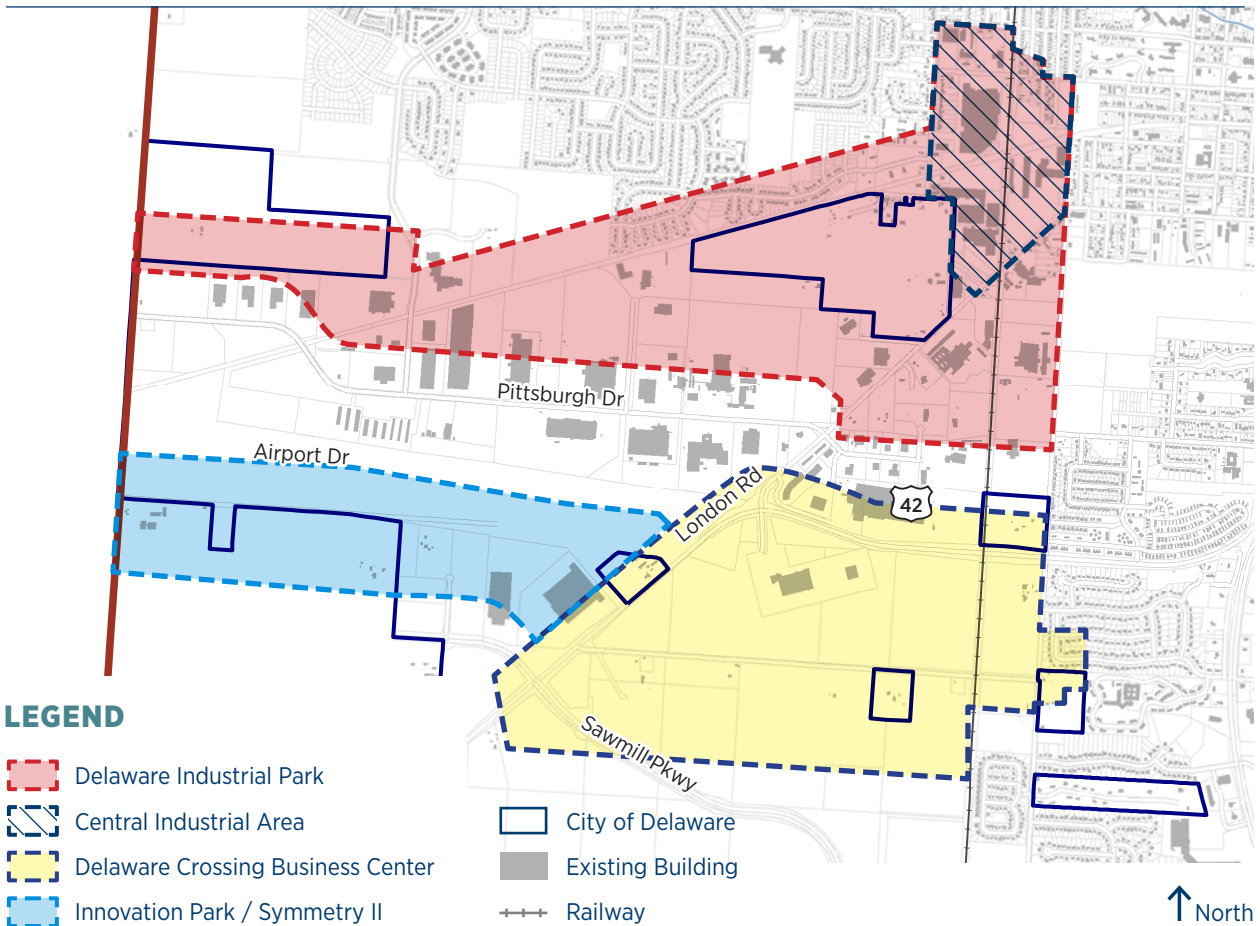 Pittsburgh Dr
Airport Dr
London Rd
42
Sawmill Pkwy
LEGEND
Delaware Industrial Park
Central Industrial Area
Delaware Crossing Business Center
Innovation Park / Symmetry II
City of Delaware
Existing Building
Railway
North